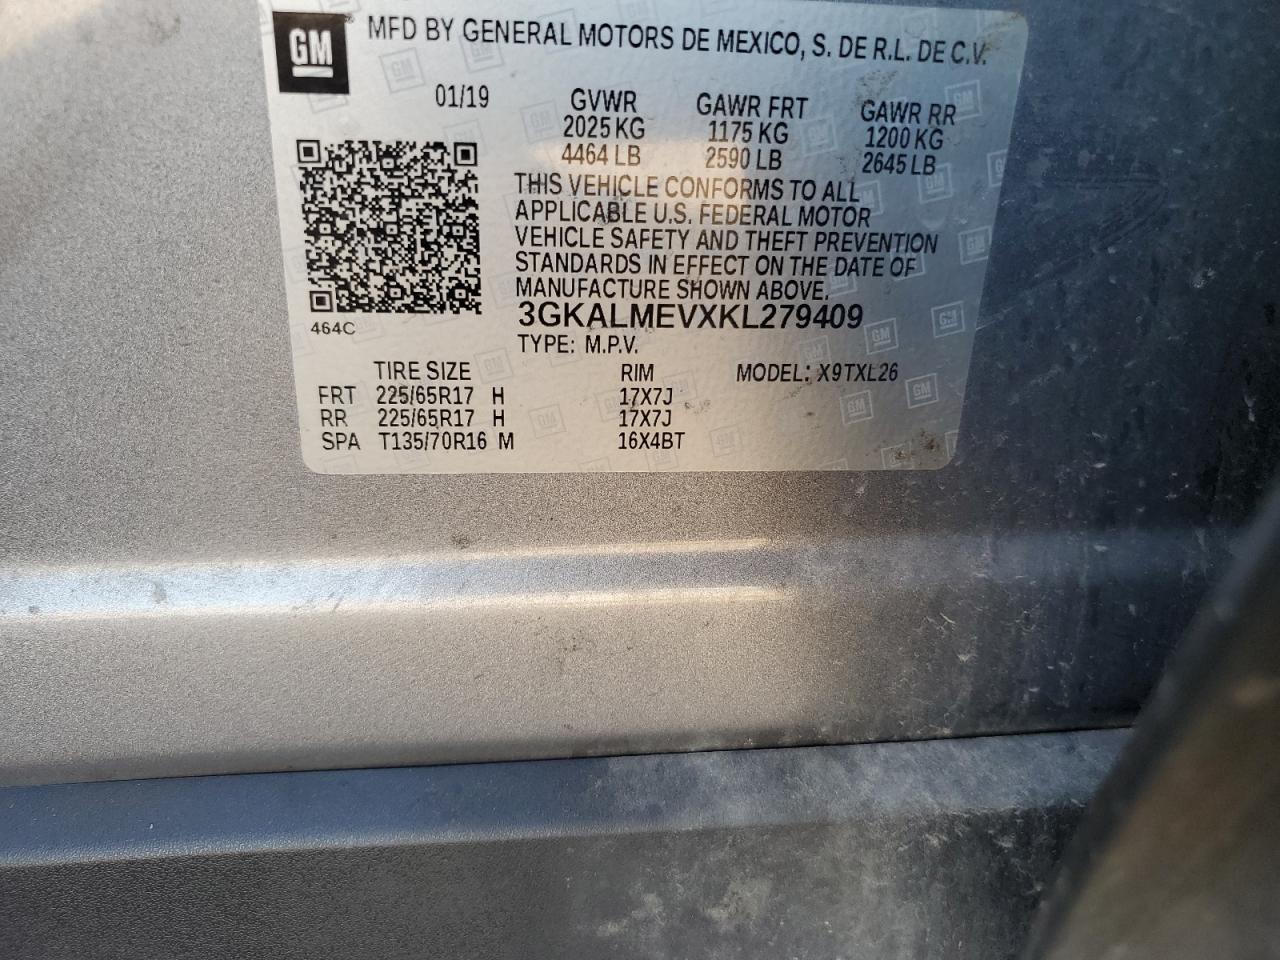 GM MFD BY GENERAL MOTORS DE MEXICO, S. DE R.L. DE C.V.
01/19 GVWR GAWR FRT GAWR RR
2025 KG 1175 KG 1200 KG
4464 LB 2590 LB 2645 LB
THIS VEHICLE CONFORMS TO ALL
APPLICABLE U.S. FEDERAL MOTOR
VEHICLE SAFETY AND THEFT PREVENTION
STANDARDS IN EFFECT ON THE DATE OF
MANUFACTURE SHOWN ABOVE.
464C
3GKALMEVXKL279409
TYPE: M.P.V.
TIRE SIZE RIM MODEL: X9TXL26
FRT 225/65R17 H 17X7J
RR 225/65R17 H 17X7J
SPA T135/70R16 M 16X4BT